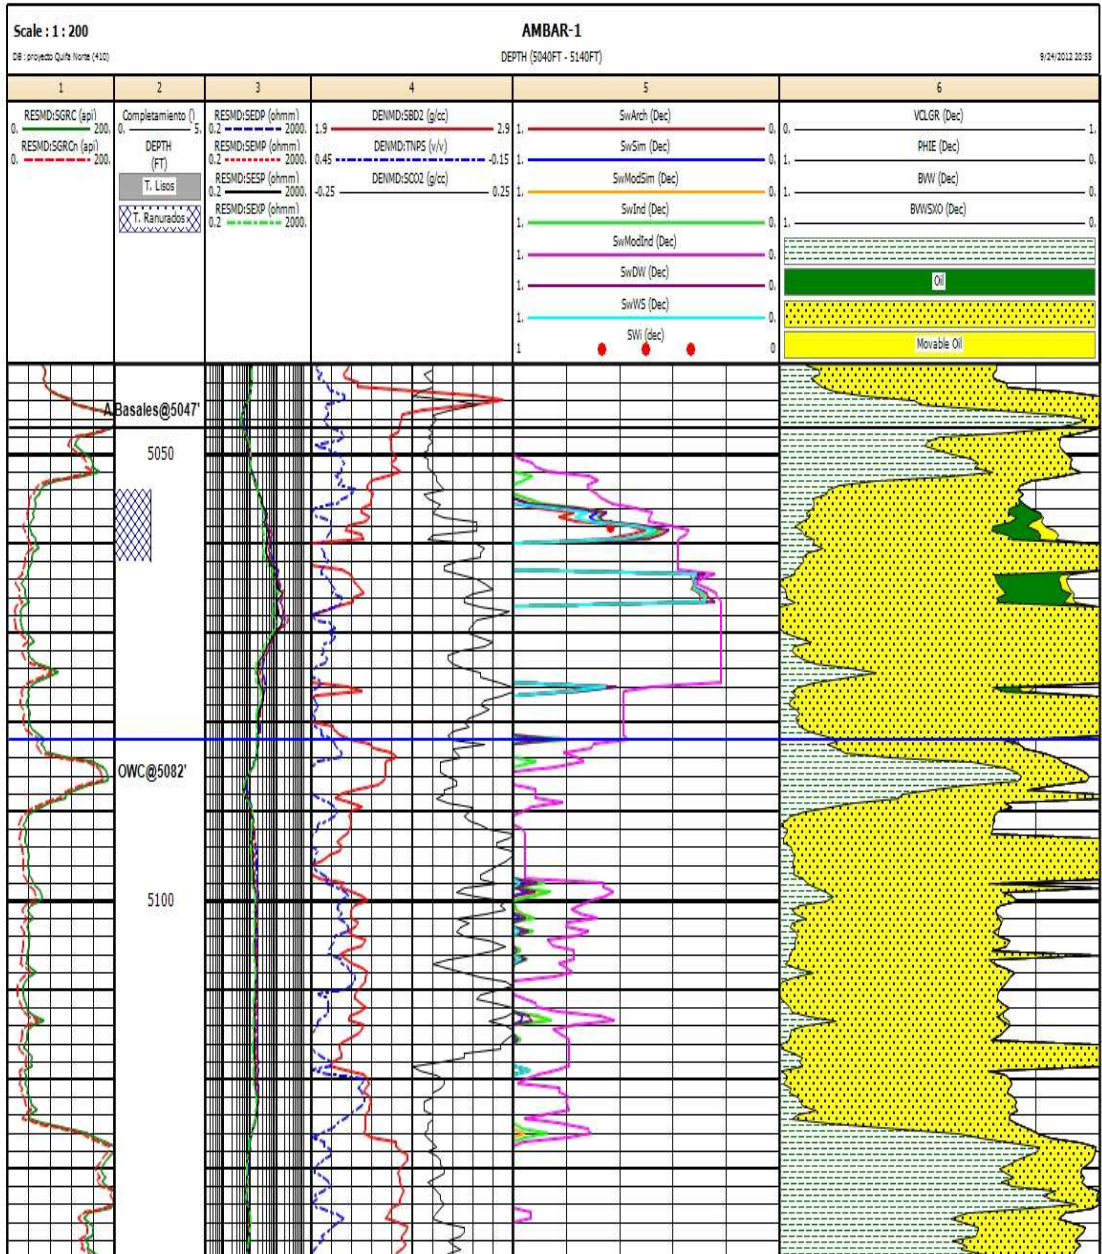 Scale : 1 : 200
AMBAR-1
DB : proyecto Quifa Norte (410)
DEPTH (5040FT - 5140FT)
9/24/2012 20:55
1 2 3 4 5 6
RESMD:SGRC (api)
0. 200.
RESMD:SGRCn (api)
0. 200.
Completamiento ()
0. 5.
DEPTH
(FT)
T. Lisos
T. Ranurados
RESMD:SEDP (ohmm)
0.2 2000.
RESMD:SEMP (ohmm)
0.2 2000.
RESMD:SESP (ohmm)
0.2 2000.
RESMD:SEXP (ohmm)
0.2 2000.
DENMD:SBD2 (g/cc)
1.9 2.9
DENMD:TNPS (v/v)
0.45 -0.15
DENMD:SCO2 (g/cc)
-0.25 0.25
SwArch (Dec)
1. 0.
SwSim (Dec)
1. 0.
SwModSim (Dec)
1. 0.
SwInd (Dec)
1. 0.
SwModInd (Dec)
1. 0.
SwDW (Dec)
1. 0.
SwWS (Dec)
1. 0.
SWi (dec)
1 0
VCLGR (Dec)
0. 1.
PHIE (Dec)
1. 0.
BVW (Dec)
1. 0.
BVWSXO (Dec)
1. 0.
Oil
Movable Oil
A.Basales@5047'
5050
OWC@5082'
5100